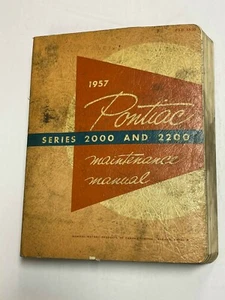 1957
Pontiac
SERIES 2000 AND 2200
maintenance
manual